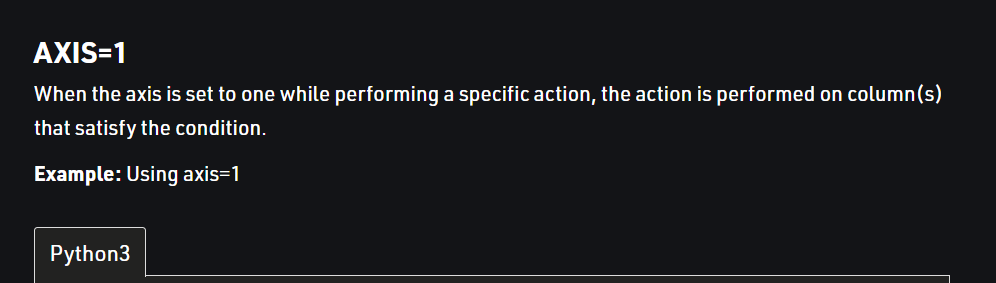 AXIS=1
When the axis is set to one while performing a specific action, the action is performed on column(s)
that satisfy the condition.
Example: Using axis=1
Python3